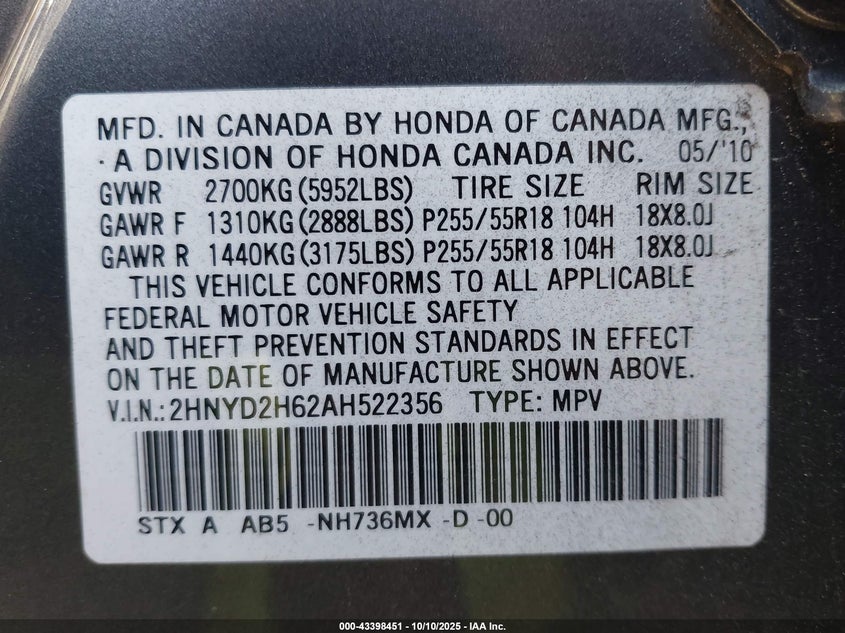 MFD. IN CANADA BY HONDA OF CANADA MFG.,
· A DIVISION OF HONDA CANADA INC. 05/'10
GVWR 2700KG (5952LBS) TIRE SIZE RIM SIZE
GAWR F 1310KG (2888LBS) P255/55R18 104H 18X8.0J
GAWR R 1440KG (3175LBS) P255/55R18 104H 18X8.0J
THIS VEHICLE CONFORMS TO ALL APPLICABLE
FEDERAL MOTOR VEHICLE SAFETY
AND THEFT PREVENTION STANDARDS IN EFFECT
ON THE DATE OF MANUFACTURE SHOWN ABOVE.
V.I.N.: 2HNYD2H62AH522356 TYPE: MPV
STX A AB5 -NH736MX -D -00
000-43398451 - 10/10/2025 - IAA Inc.